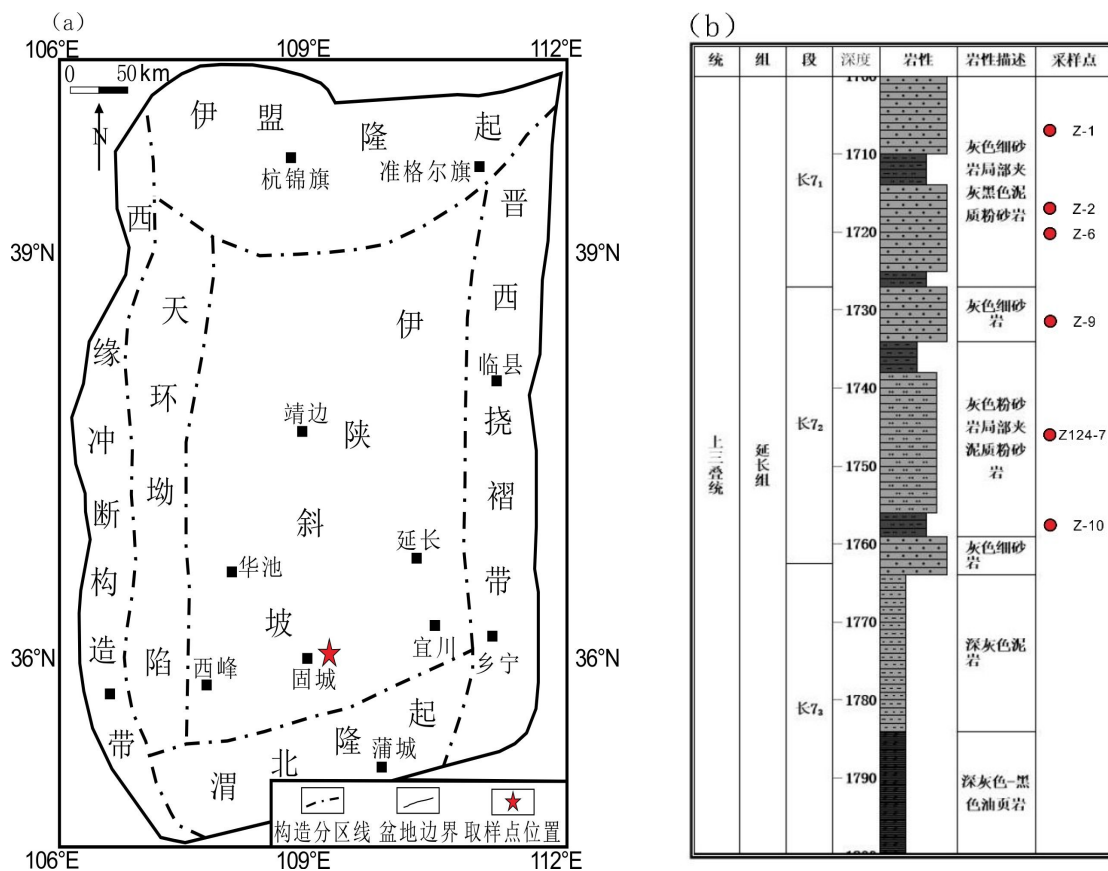 (a)
106°E 109°E 112°E
0 50 km
N
伊盟隆起
杭锦旗
准格尔旗
39°N 39°N
西缘冲断构造带
天环坳陷
伊陕斜坡
晋西挠褶带
临县
靖边
延长
华池
宜川
乡宁
36°N 36°N
固城
西峰
渭北隆起
蒲城
构造分区线 盆地边界 取样点位置
106°E 109°E 112°E
(b)
统 组 段 深度 岩性 岩性描述 采样点
上三叠统
延长组
长7₁
长7₂
长7₃
1700
1710
1720
1730
1740
1750
1760
1770
1780
1790
灰色细砂
岩局部夹
灰黑色泥
质粉砂岩
灰色细砂
岩
灰色粉砂
岩局部夹
泥质粉砂
岩
灰色细砂
岩
深灰色泥
岩
深灰色-黑
色油页岩
Z-1
Z-2
Z-6
Z-9
Z124-7
Z-10